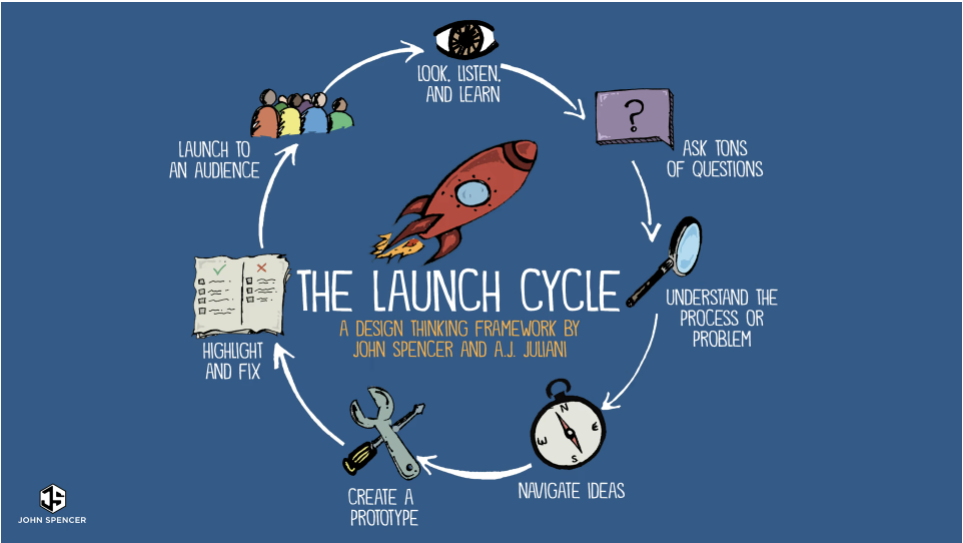 LOOK, LISTEN,
AND LEARN
?
ASK TONS
OF QUESTIONS
UNDERSTAND THE
PROCESS OR
PROBLEM
N
W
E
S
NAVIGATE IDEAS
CREATE A
PROTOTYPE
HIGHLIGHT
AND FIX
LAUNCH TO
AN AUDIENCE
THE LAUNCH CYCLE
A DESIGN THINKING FRAMEWORK BY
JOHN SPENCER AND A.J. JULIANI
JS
JOHN SPENCER